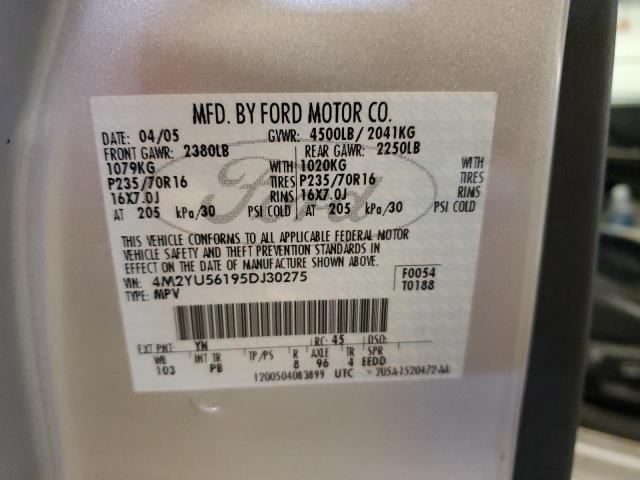 MFD. BY FORD MOTOR CO.
DATE: 04/05 GVWR: 4500LB/ 2041KG
FRONT GAWR: 2380LB REAR GAWR: 2250LB
1079KG WITH 1020KG WITH
P235/70R16 TIRES P235/70R16 TIRES
16X7.0J RIMS 16X7.0J RIMS
AT 205 kPa/30 PSI COLD AT 205 kPa/30 PSI COLD
Ford
THIS VEHICLE CONFORMS TO ALL APPLICABLE FEDERAL MOTOR
VEHICLE SAFETY AND THEFT PREVENTION STANDARDS IN
EFFECT ON THE DATE OF MANUFACTURE SHOWN ABOVE.
VIN: 4M2YU56195DJ30275 F0054
TYPE: MPV T0188
EXT PNT: YN RC: 45 DSO:
WB INT TR TP/PS R AXLE TR SPR
103 PB 8 96 4 EEDD
1200504083899 UTC 2U5A-1520472-AA